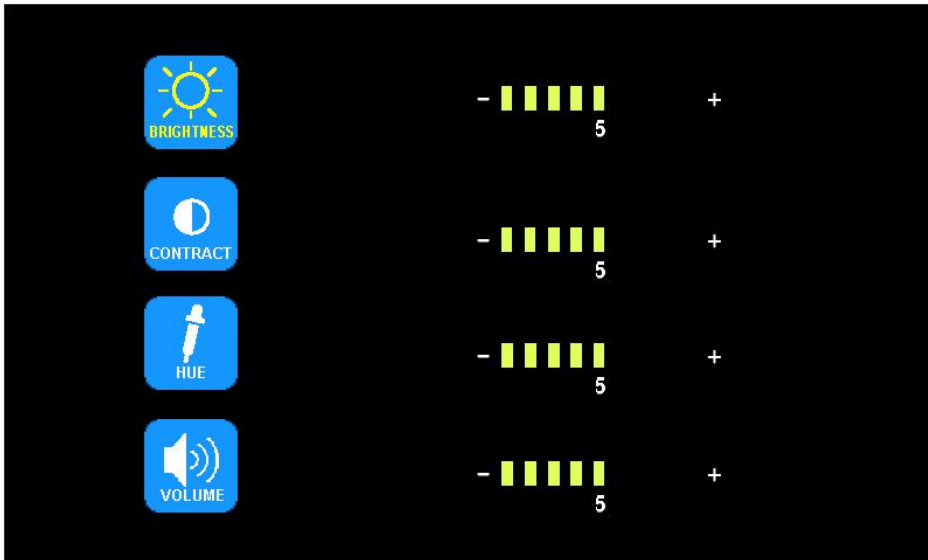 BRIGHTNESS
- +
5
CONTRACT
- +
5
HUE
- +
5
VOLUME
- +
5